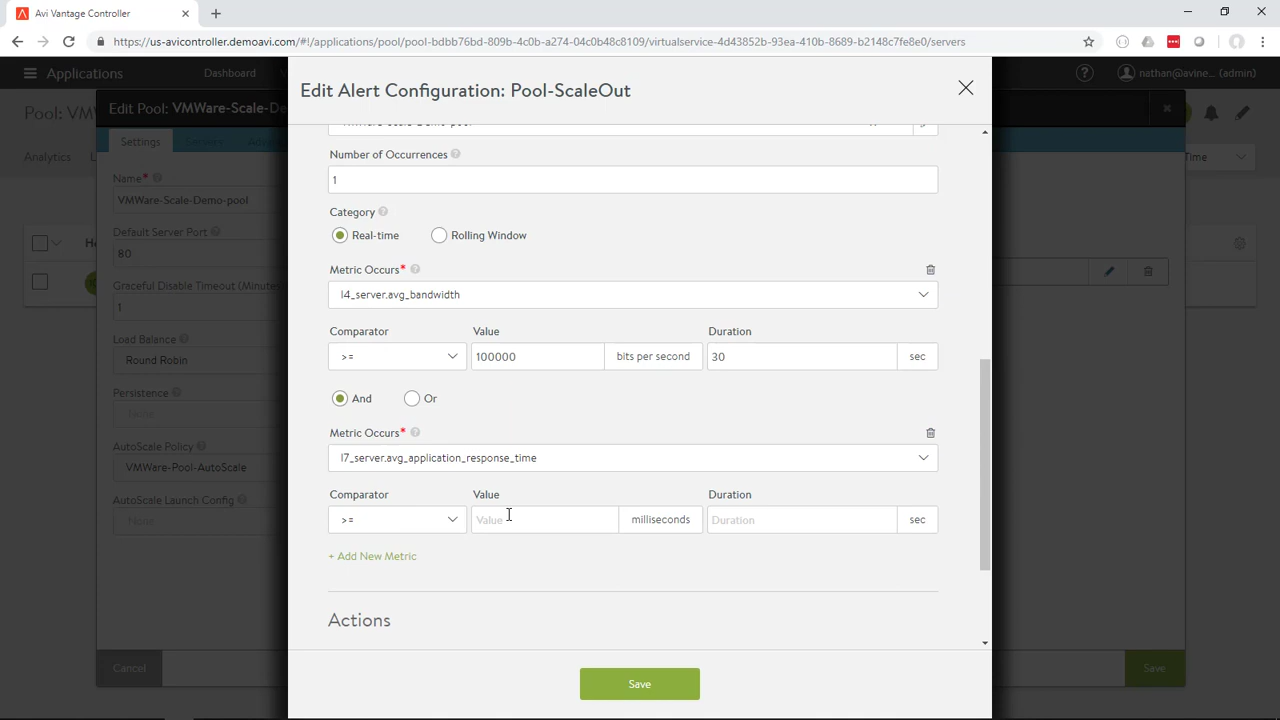 Avi Vantage Controller
https://us-avicontroller.demoavi.com/#!/applications/pool/pool-bdbb76bd-809b-4c0b-a274-04c0b48c8109/virtualservice-4d43852b-93ea-410b-8689-b2148c7fe8e0/servers
Applications
Dashboard
nathan@avine... (admin)
Pool: VM
Edit Pool: VMWare-Scale-De
Analytics
Time
Settings
Name*
VMWare-Scale-Demo-pool
Default Server Port
80
Graceful Disable Timeout (Minute
1
Load Balance
Round Robin
Persistence
None
AutoScale Policy
VMWare-Pool-AutoScale
AutoScale Launch Config
None
Cancel
Save
Edit Alert Configuration: Pool-ScaleOut
Number of Occurrences
1
Category
Real-time
Rolling Window
Metric Occurs*
l4_server.avg_bandwidth
Comparator Value Duration
>= 100000 bits per second 30 sec
And
Or
Metric Occurs*
l7_server.avg_application_response_time
Comparator Value Duration
>= Value milliseconds Duration sec
+ Add New Metric
Actions
Save